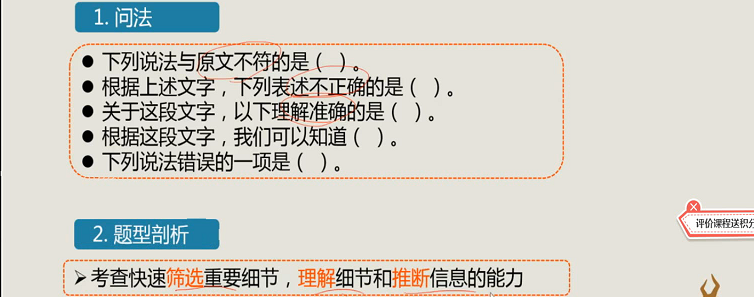 1. 问法
● 下列说法与原文不符的是（ ）。
● 根据上述文字，下列表述不正确的是（ ）。
● 关于这段文字，以下理解准确的是（ ）。
● 根据这段文字，我们可以知道（ ）。
● 下列说法错误的一项是（ ）。
评价课程送积分
2. 题型剖析
➢考查快速筛选重要细节，理解细节和推断信息的能力